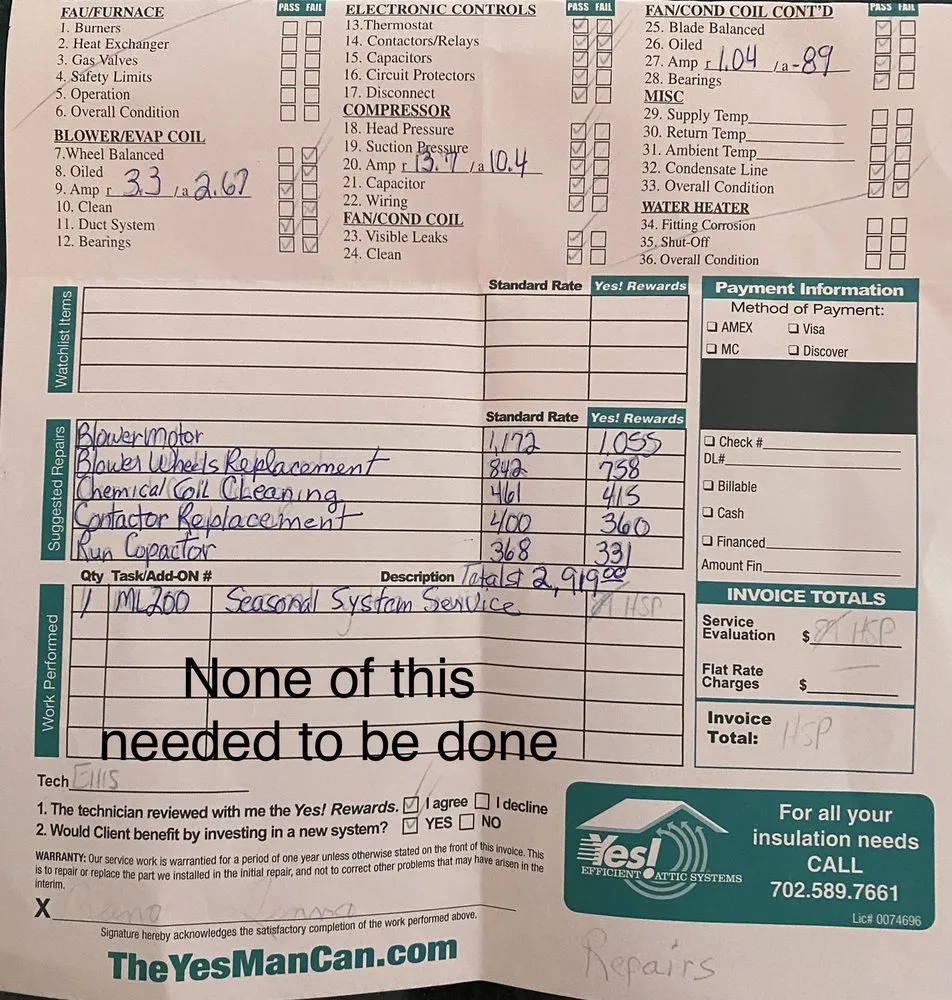 FAU/FURNACE PASS FAIL
1. Burners
2. Heat Exchanger
3. Gas Valves
4. Safety Limits
5. Operation
6. Overall Condition
BLOWER/EVAP COIL
7.Wheel Balanced
8. Oiled
9. Amp r 3.3 /a 2.67
10. Clean
11. Duct System
12. Bearings
ELECTRONIC CONTROLS PASS FAIL
13.Thermostat
14. Contactors/Relays
15. Capacitors
16. Circuit Protectors
17. Disconnect
COMPRESSOR
18. Head Pressure
19. Suction Pressure
20. Amp r 13.7 /a 10.4
21. Capacitor
22. Wiring
FAN/COND COIL
23. Visible Leaks
24. Clean
FAN/COND COIL CONT'D PASS FAIL
25. Blade Balanced
26. Oiled
27. Amp r 1.04 /a -89
28. Bearings
MISC
29. Supply Temp
30. Return Temp
31. Ambient Temp
32. Condensate Line
33. Overall Condition
WATER HEATER
34. Fitting Corrosion
35. Shut-Off
36. Overall Condition
Watchlist Items
Standard Rate Yes! Rewards
Suggested Repairs
Standard Rate Yes! Rewards
Blower Motor 1,172 1,055
Blower Wheels Replacement 842 758
Chemical Coil Cleaning 461 415
Contactor Replacement 400 360
Run Copactor 368 331
Totals $ 2,919.00
Work Performed
Qty Task/Add-ON # Description
1 ML200 Seasonal System Service 89 HSP
None of this
needed to be done
Payment Information
Method of Payment:
AMEX Visa
MC Discover
Check #
DL#
Billable
Cash
Financed
Amount Fin
INVOICE TOTALS
Service
Evaluation $ 89 HSP
Flat Rate
Charges $
Invoice
Total: HSP
Tech Ellis
1. The technician reviewed with me the Yes! Rewards. I agree I decline
2. Would Client benefit by investing in a new system? YES NO
WARRANTY: Our service work is warrantied for a period of one year unless otherwise stated on the front of this invoice. This
is to repair or replace the part we installed in the initial repair, and not to correct other problems that may have arisen in the
interim.
X
Signature hereby acknowledges the satisfactory completion of the work performed above.
TheYesManCan.com
Yes!
EFFICIENT ATTIC SYSTEMS
For all your
insulation needs
CALL
702.589.7661
Lic# 0074696
Repairs